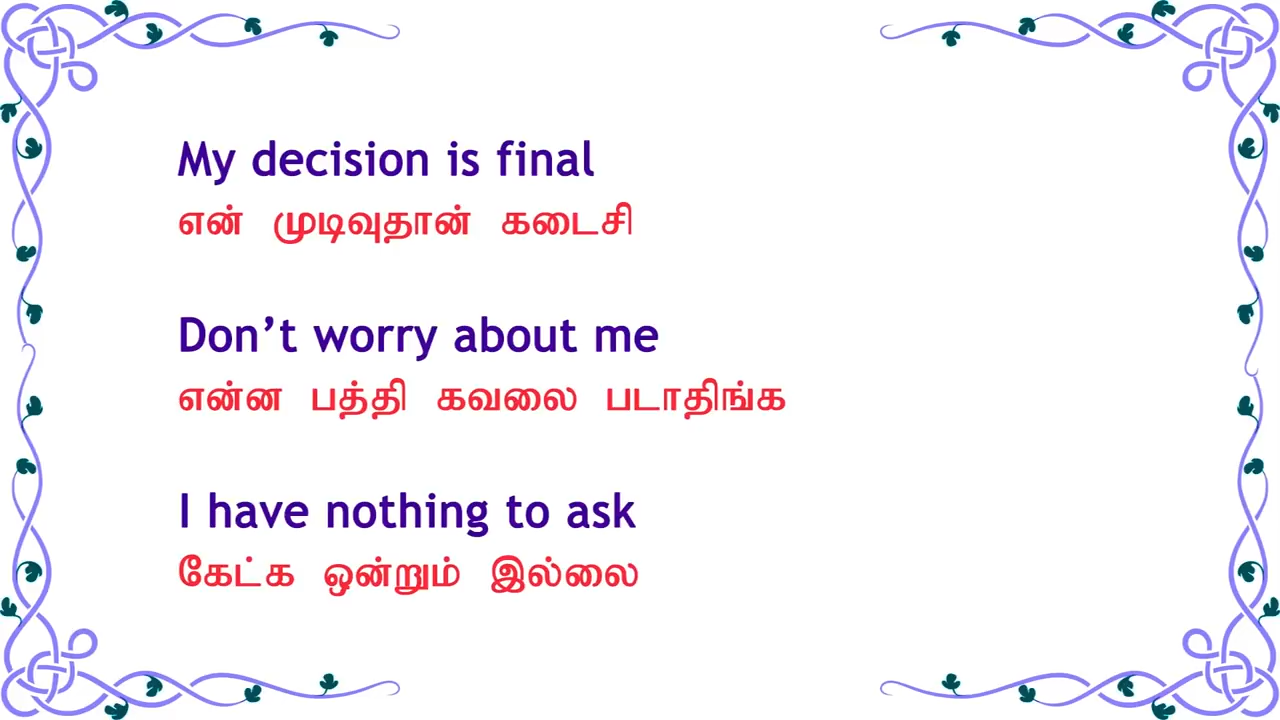 My decision is final
என் முடிவுதான் கடைசி
Don’t worry about me
என்ன பத்தி கவலை படாதிங்க
I have nothing to ask
கேட்க ஒன்றும் இல்லை